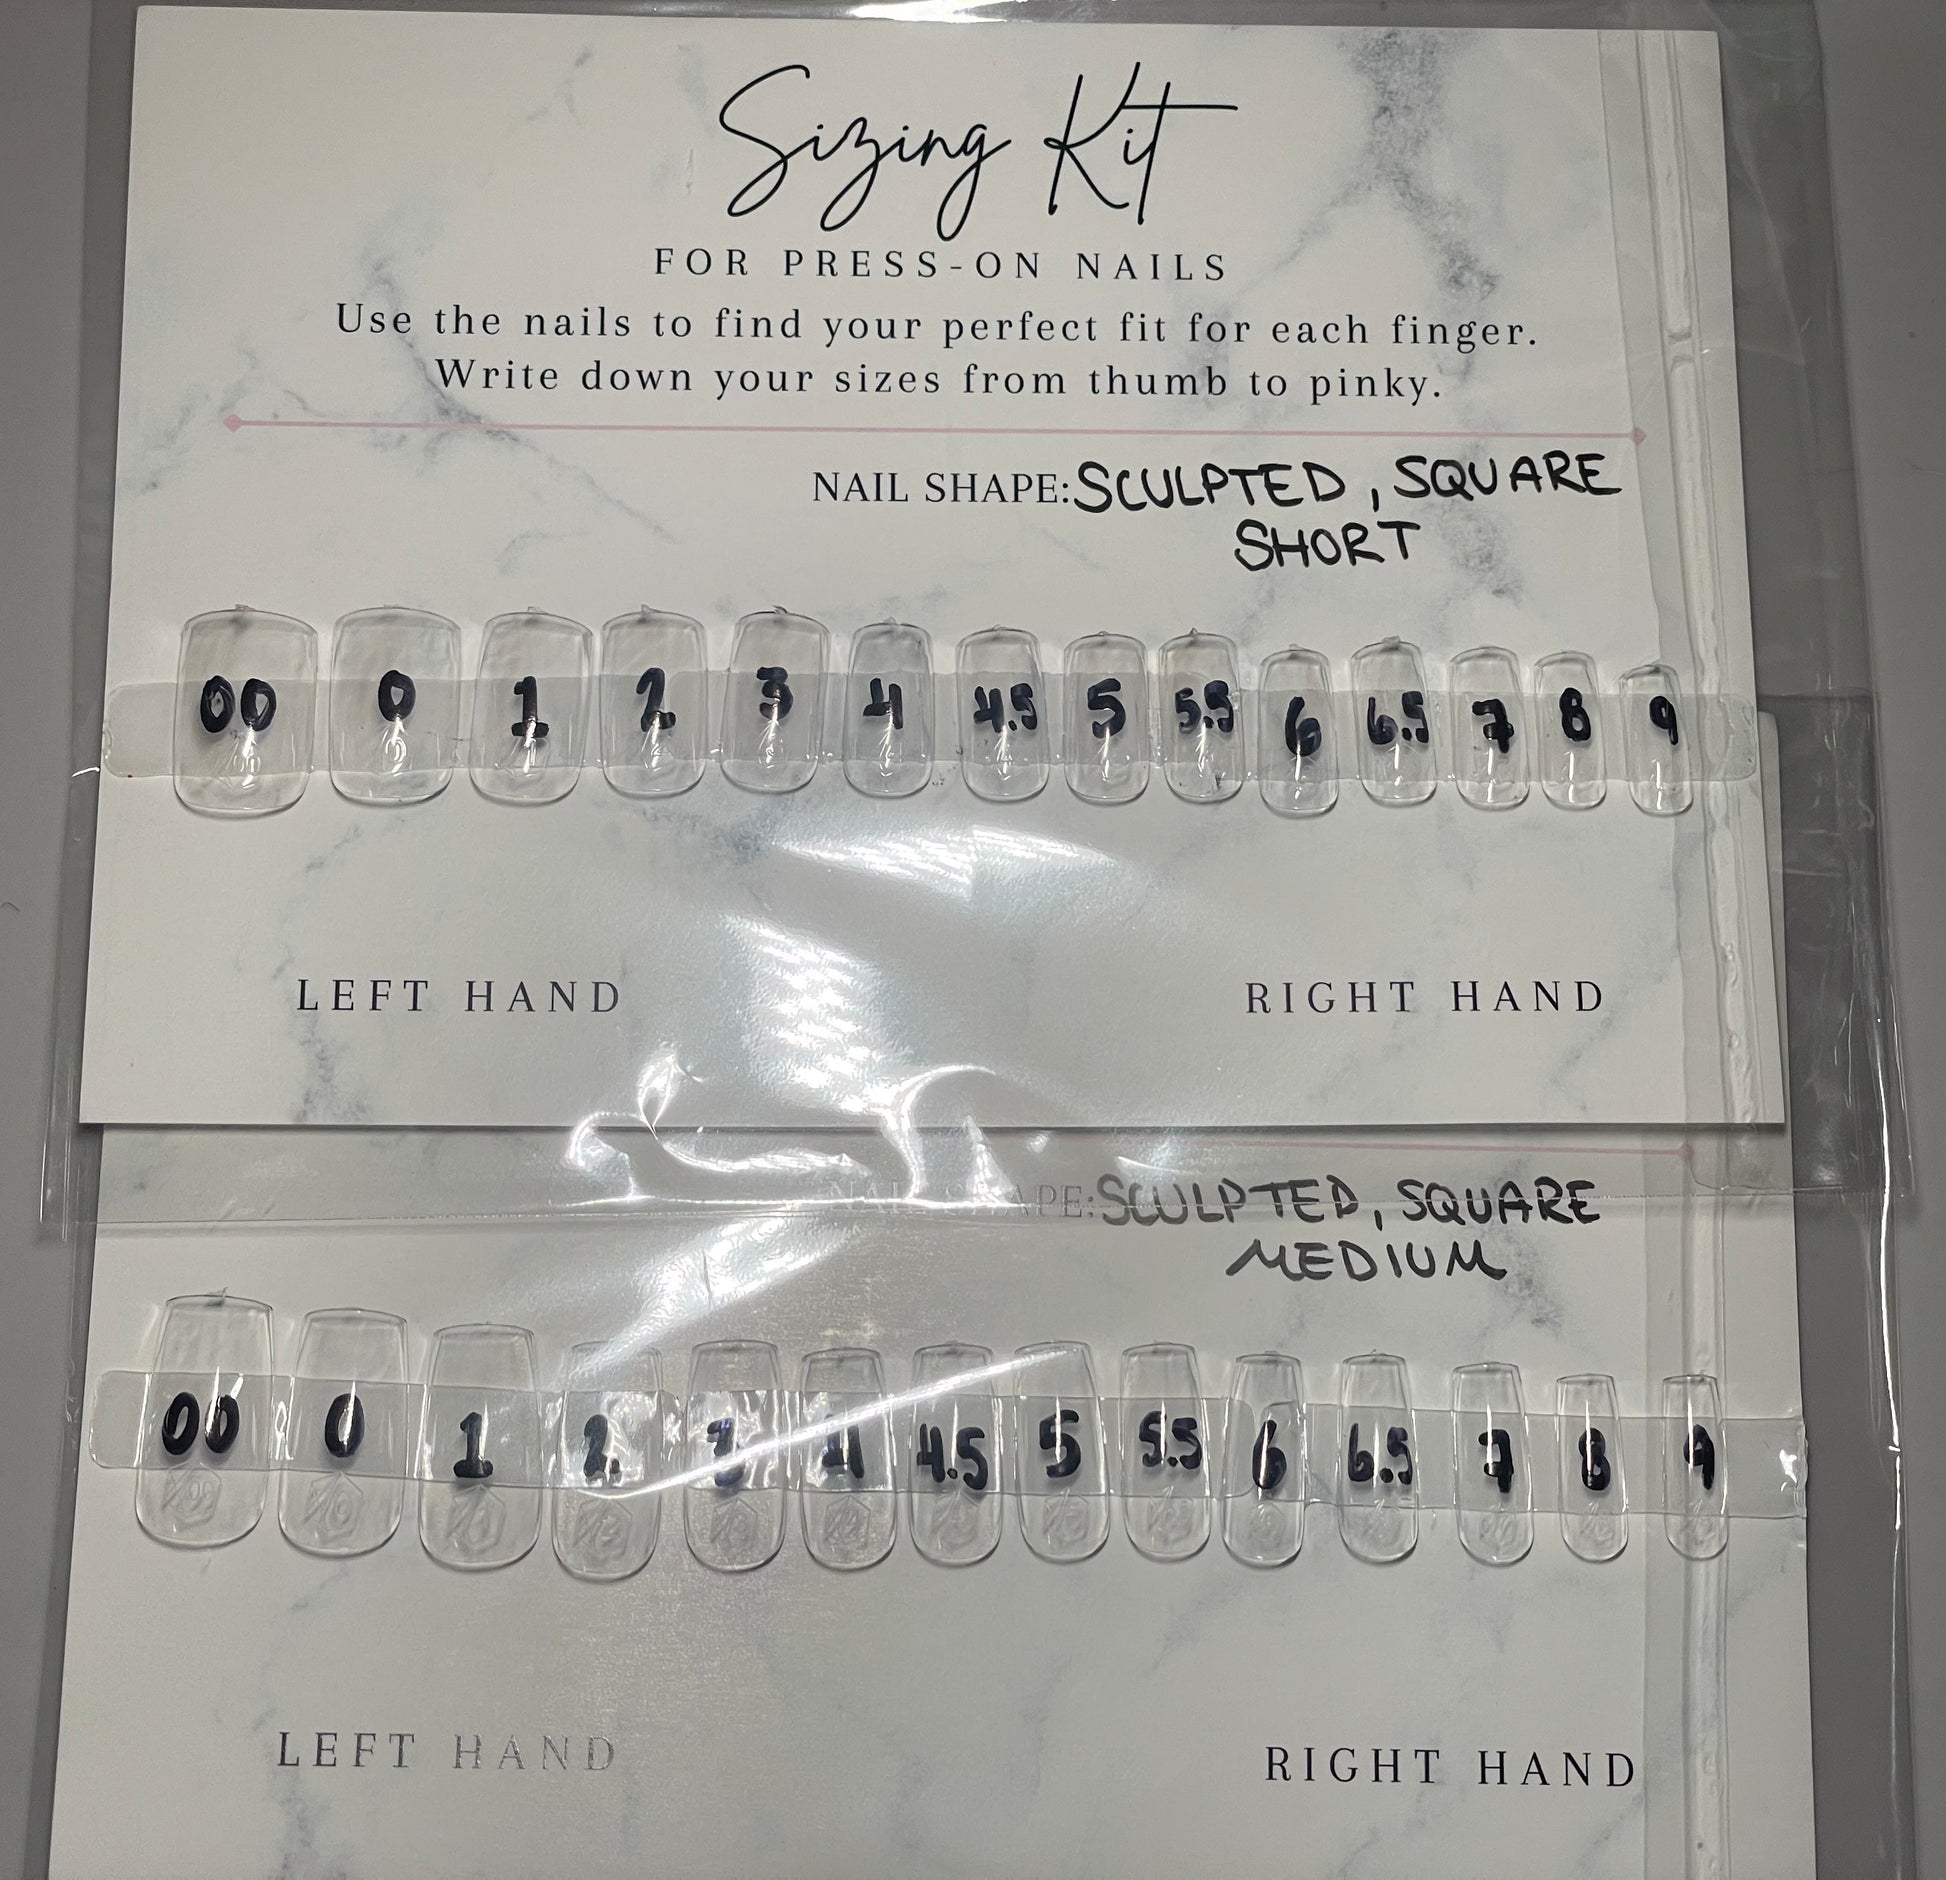 Sizing Kit
FOR PRESS-ON NAILS
Use the nails to find your perfect fit for each finger.
Write down your sizes from thumb to pinky.
NAIL SHAPE: SCULPTED, SQUARE
SHORT
00 0 1 2 3 4 4.5 5 5.5 6 6.5 7 8 9
LEFT HAND RIGHT HAND
NAIL SHAPE: SCULPTED, SQUARE
MEDIUM
00 0 1 2 3 4 4.5 5 5.5 6 6.5 7 8 9
LEFT HAND RIGHT HAND